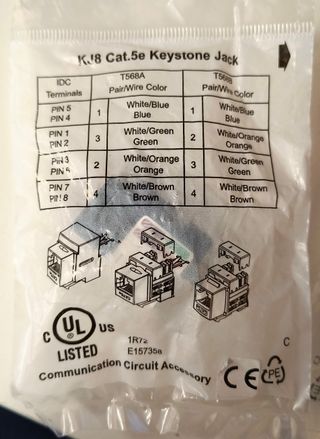 KJ8 Cat.5e Keystone Jack
IDC Terminals T568A Pair/Wire Color T568B Pair/Wire Color
PIN 5 1 White/Blue 1 White/Blue
PIN 4 Blue Blue
PIN 1 3 White/Green 2 White/Orange
PIN 2 Green Orange
PIN 3 2 White/Orange 3 White/Green
PIN 6 Orange Green
PIN 7 4 White/Brown 4 White/Brown
PIN 8 Brown Brown
C UL US
LISTED
1R72
E157358
C
Communication Circuit Accessory
CE PE